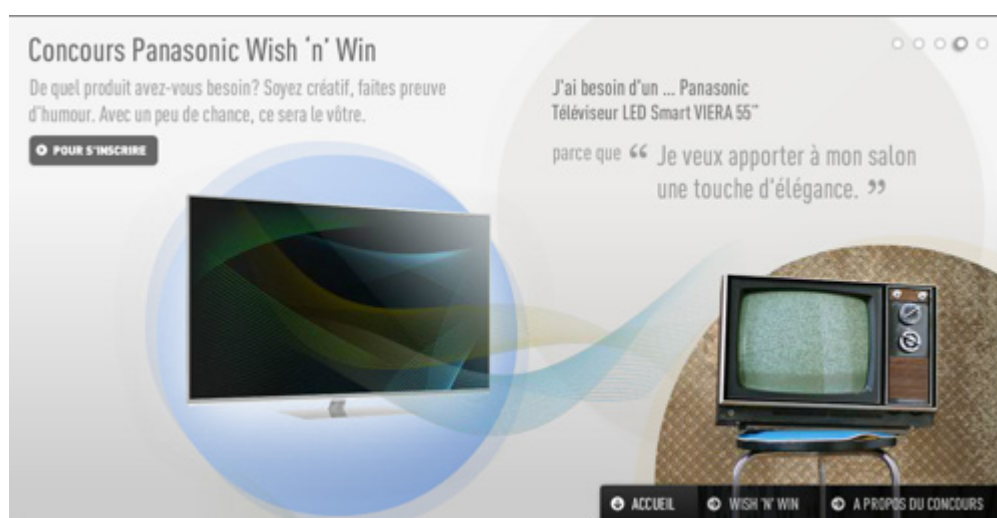 Concours Panasonic Wish 'n' Win
De quel produit avez-vous besoin? Soyez créatif, faites preuve
d'humour. Avec un peu de chance, ce sera le vôtre.
POUR S'INSCRIRE
J'ai besoin d'un ... Panasonic
Téléviseur LED Smart VIERA 55"
parce que “ Je veux apporter à mon salon
une touche d'élégance. ”
ACCUEIL
WISH 'N' WIN
A PROPOS DU CONCOURS